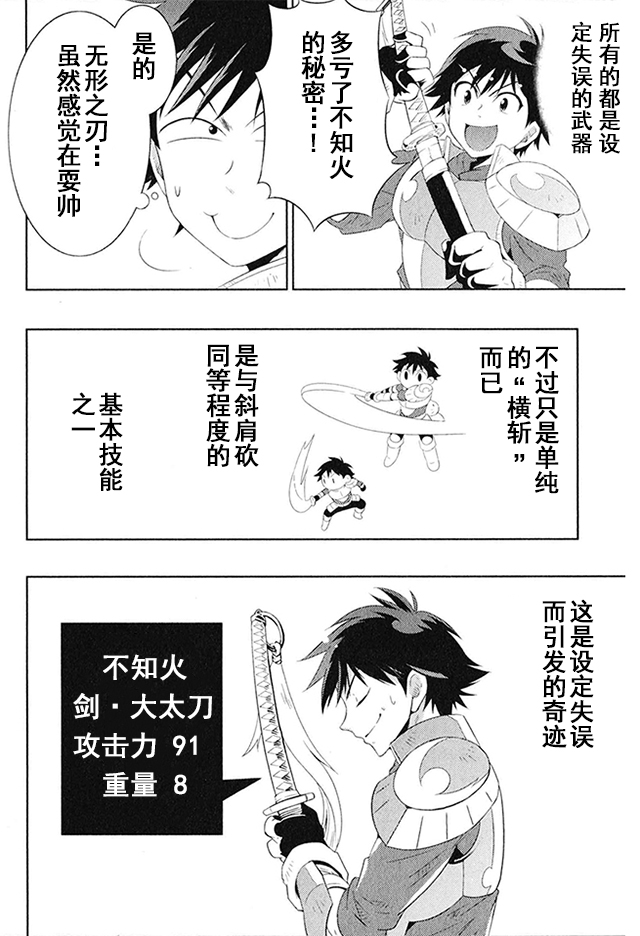 所有的都是设
定失误的武器
多亏了不知火
的秘密…！
是的
无形之刃…
虽然感觉在耍帅
不过只是单纯
的“横斩”
而已
是与斜肩砍
同等程度的
基本技能
之一
这是设定失误
而引发的奇迹
不知火
剑·大太刀
攻击力 91
重量 8